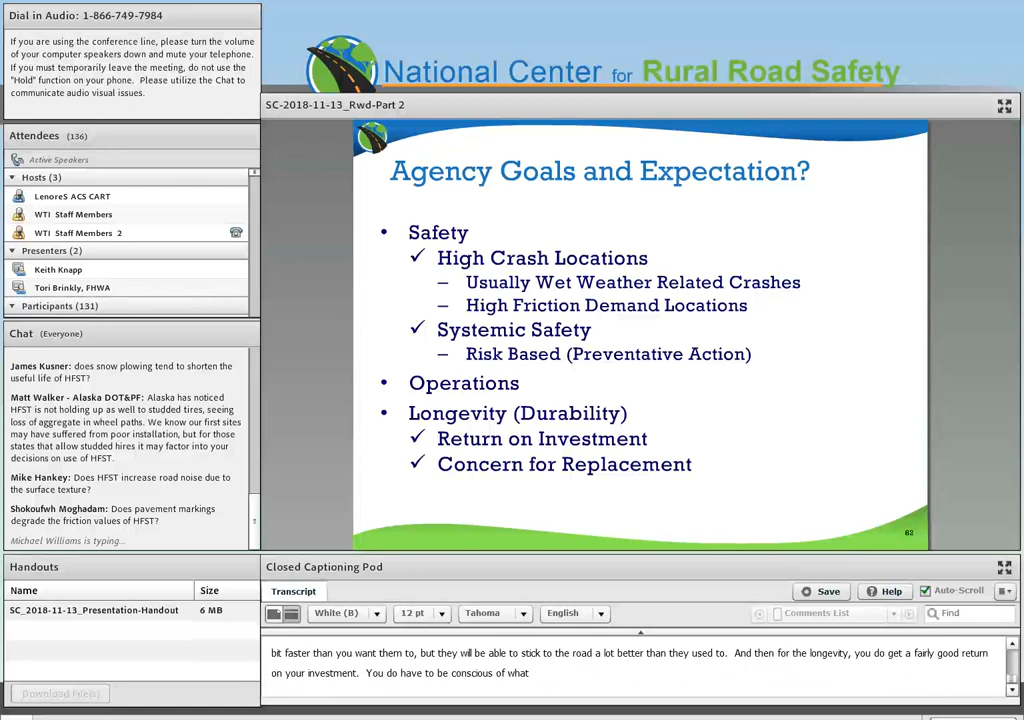 Dial in Audio: 1-866-749-7984
If you are using the conference line, please turn the volume
of your computer speakers down and mute your telephone.
If you must temporarily leave the meeting, do not use the
"Hold" function on your phone.  Please utilize the Chat to
communicate audio visual issues.
National Center for Rural Road Safety
Attendees (136)
Active Speakers
Hosts (3)
LenoreS ACS CART
WTI Staff Members
WTI Staff Members 2
Presenters (2)
Keith Knapp
Tori Brinkly, FHWA
Participants (131)
Chat (Everyone)
James Kusner: does snow plowing tend to shorten the
useful life of HFST?
Matt Walker - Alaska DOT&PF: Alaska has noticed
HFST is not holding up as well to studded tires, seeing
loss of aggregate in wheel paths. We know our first sites
may have suffered from poor installation, but for those
states that allow studded hires it may factor into your
decisions on use of HFST.
Mike Hankey: Does HFST increase road noise due to
the surface texture?
Shokoufwh Moghadam: Does pavement markings
degrade the friction values of HFST?
Michael Williams is typing...
SC-2018-11-13_Rwd-Part 2
Agency Goals and Expectation?
• Safety
✓ High Crash Locations
– Usually Wet Weather Related Crashes
– High Friction Demand Locations
✓ Systemic Safety
– Risk Based (Preventative Action)
• Operations
• Longevity (Durability)
✓ Return on Investment
✓ Concern for Replacement
62
Handouts
Name Size
SC_2018-11-13_Presentation-Handout 6 MB
Download File(s)
Closed Captioning Pod
Transcript
Save Help Auto-Scroll
White (B) 12 pt Tahoma English Comments List Find
bit faster than you want them to, but they will be able to stick to the road a lot better than they used to.  And then for the longevity, you do get a fairly good return
on your investment.  You do have to be conscious of what